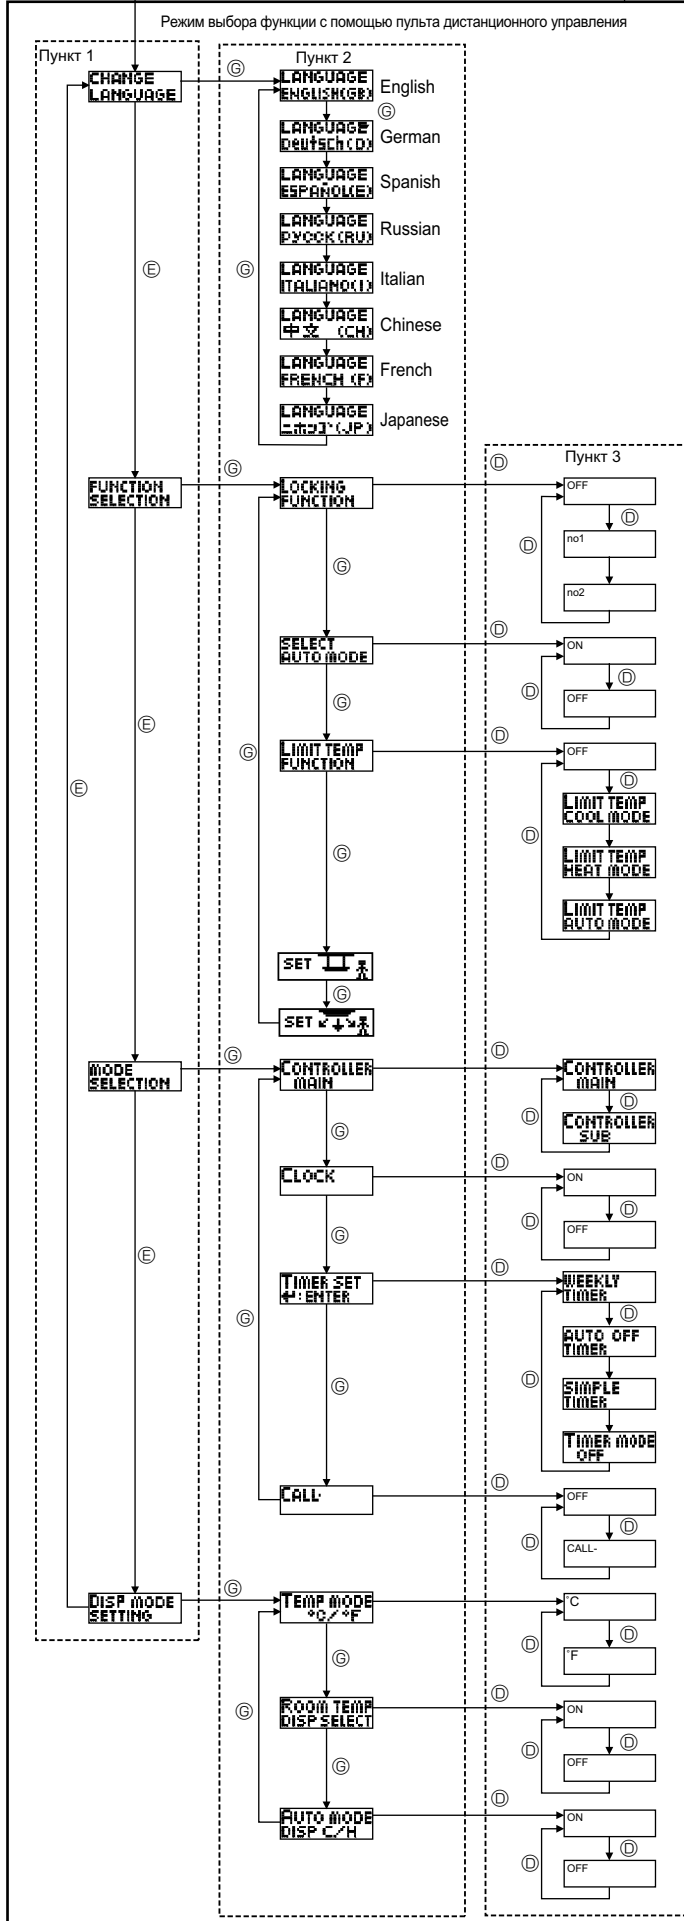 Режим выбора функции с помощью пульта дистанционного управления
Пункт 1
CHANGE
LANGUAGE
Ⓖ
Ⓔ
Пункт 2
LANGUAGE
ENGLISH(GB)
English
Ⓖ
LANGUAGE
Deutsch(D)
German
LANGUAGE
ESPAÑOL(E)
Spanish
LANGUAGE
РУССК(RU)
Russian
Ⓖ
LANGUAGE
ITALIANO(I)
Italian
LANGUAGE
中文 (CH)
Chinese
LANGUAGE
FRENCH (F)
French
LANGUAGE
ニホンゴ(JP)
Japanese
Пункт 3
FUNCTION
SELECTION
Ⓖ
LOCKING
FUNCTION
Ⓓ
OFF
Ⓓ
no1
Ⓓ
no2
Ⓖ
SELECT
AUTO MODE
Ⓓ
ON
Ⓓ
OFF
Ⓓ
Ⓖ
Ⓔ
Ⓖ
LIMIT TEMP
FUNCTION
Ⓓ
OFF
Ⓓ
LIMIT TEMP
COOL MODE
Ⓓ
LIMIT TEMP
HEAT MODE
LIMIT TEMP
AUTO MODE
Ⓔ
Ⓖ
SET
Ⓖ
SET
MODE
SELECTION
Ⓖ
CONTROLLER
MAIN
Ⓓ
CONTROLLER
MAIN
Ⓓ
CONTROLLER
SUB
Ⓓ
Ⓖ
CLOCK
Ⓓ
ON
Ⓓ
OFF
Ⓓ
Ⓖ
Ⓔ
TIMER SET
↵:ENTER
Ⓓ
WEEKLY
TIMER
Ⓓ
AUTO OFF
TIMER
Ⓖ
Ⓓ
SIMPLE
TIMER
TIMER MODE
OFF
Ⓖ
CALL-
Ⓓ
OFF
Ⓓ
CALL-
Ⓓ
DISP MODE
SETTING
Ⓖ
TEMP MODE
°C/°F
Ⓓ
°C
Ⓓ
°F
Ⓓ
Ⓖ
ROOM TEMP
DISP SELECT
Ⓓ
ON
Ⓓ
OFF
Ⓓ
Ⓖ
Ⓖ
AUTO MODE
DISP C/H
Ⓓ
ON
Ⓓ
OFF
Ⓓ